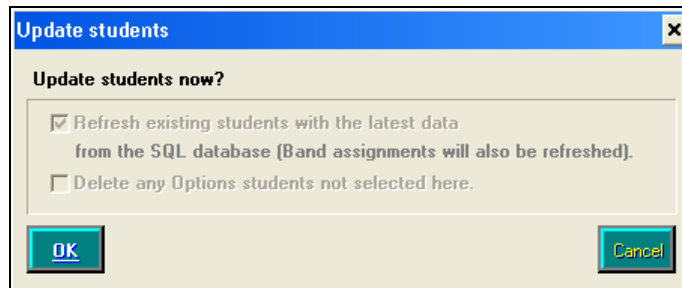 Update students
Update students now?
Refresh existing students with the latest data
from the SQL database (Band assignments will also be refreshed).
Delete any Options students not selected here.
OK
Cancel